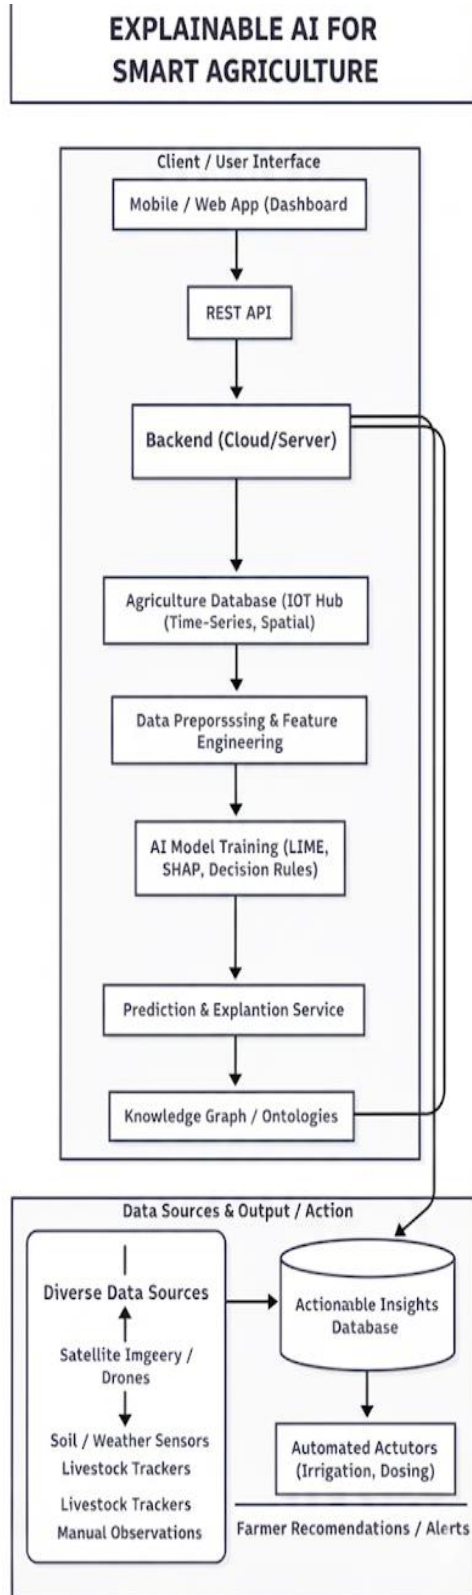 EXPLAINABLE AI FOR
SMART AGRICULTURE
Client / User Interface
Mobile / Web App (Dashboard
REST API
Backend (Cloud/Server)
Agriculture Database (IOT Hub
(Time-Series, Spatial)
Data Preporsssing & Feature
Engineering
AI Model Training (LIME,
SHAP, Decision Rules)
Prediction & Explantion Service
Knowledge Graph / Ontologies
Data Sources & Output / Action
Diverse Data Sources
Satellite Imgeery /
Drones
Soil / Weather Sensors
Livestock Trackers
Livestock Trackers
Manual Observations
Actionable Insights
Database
Automated Actutors
(Irrigation, Dosing)
Farmer Recomendations / Alerts